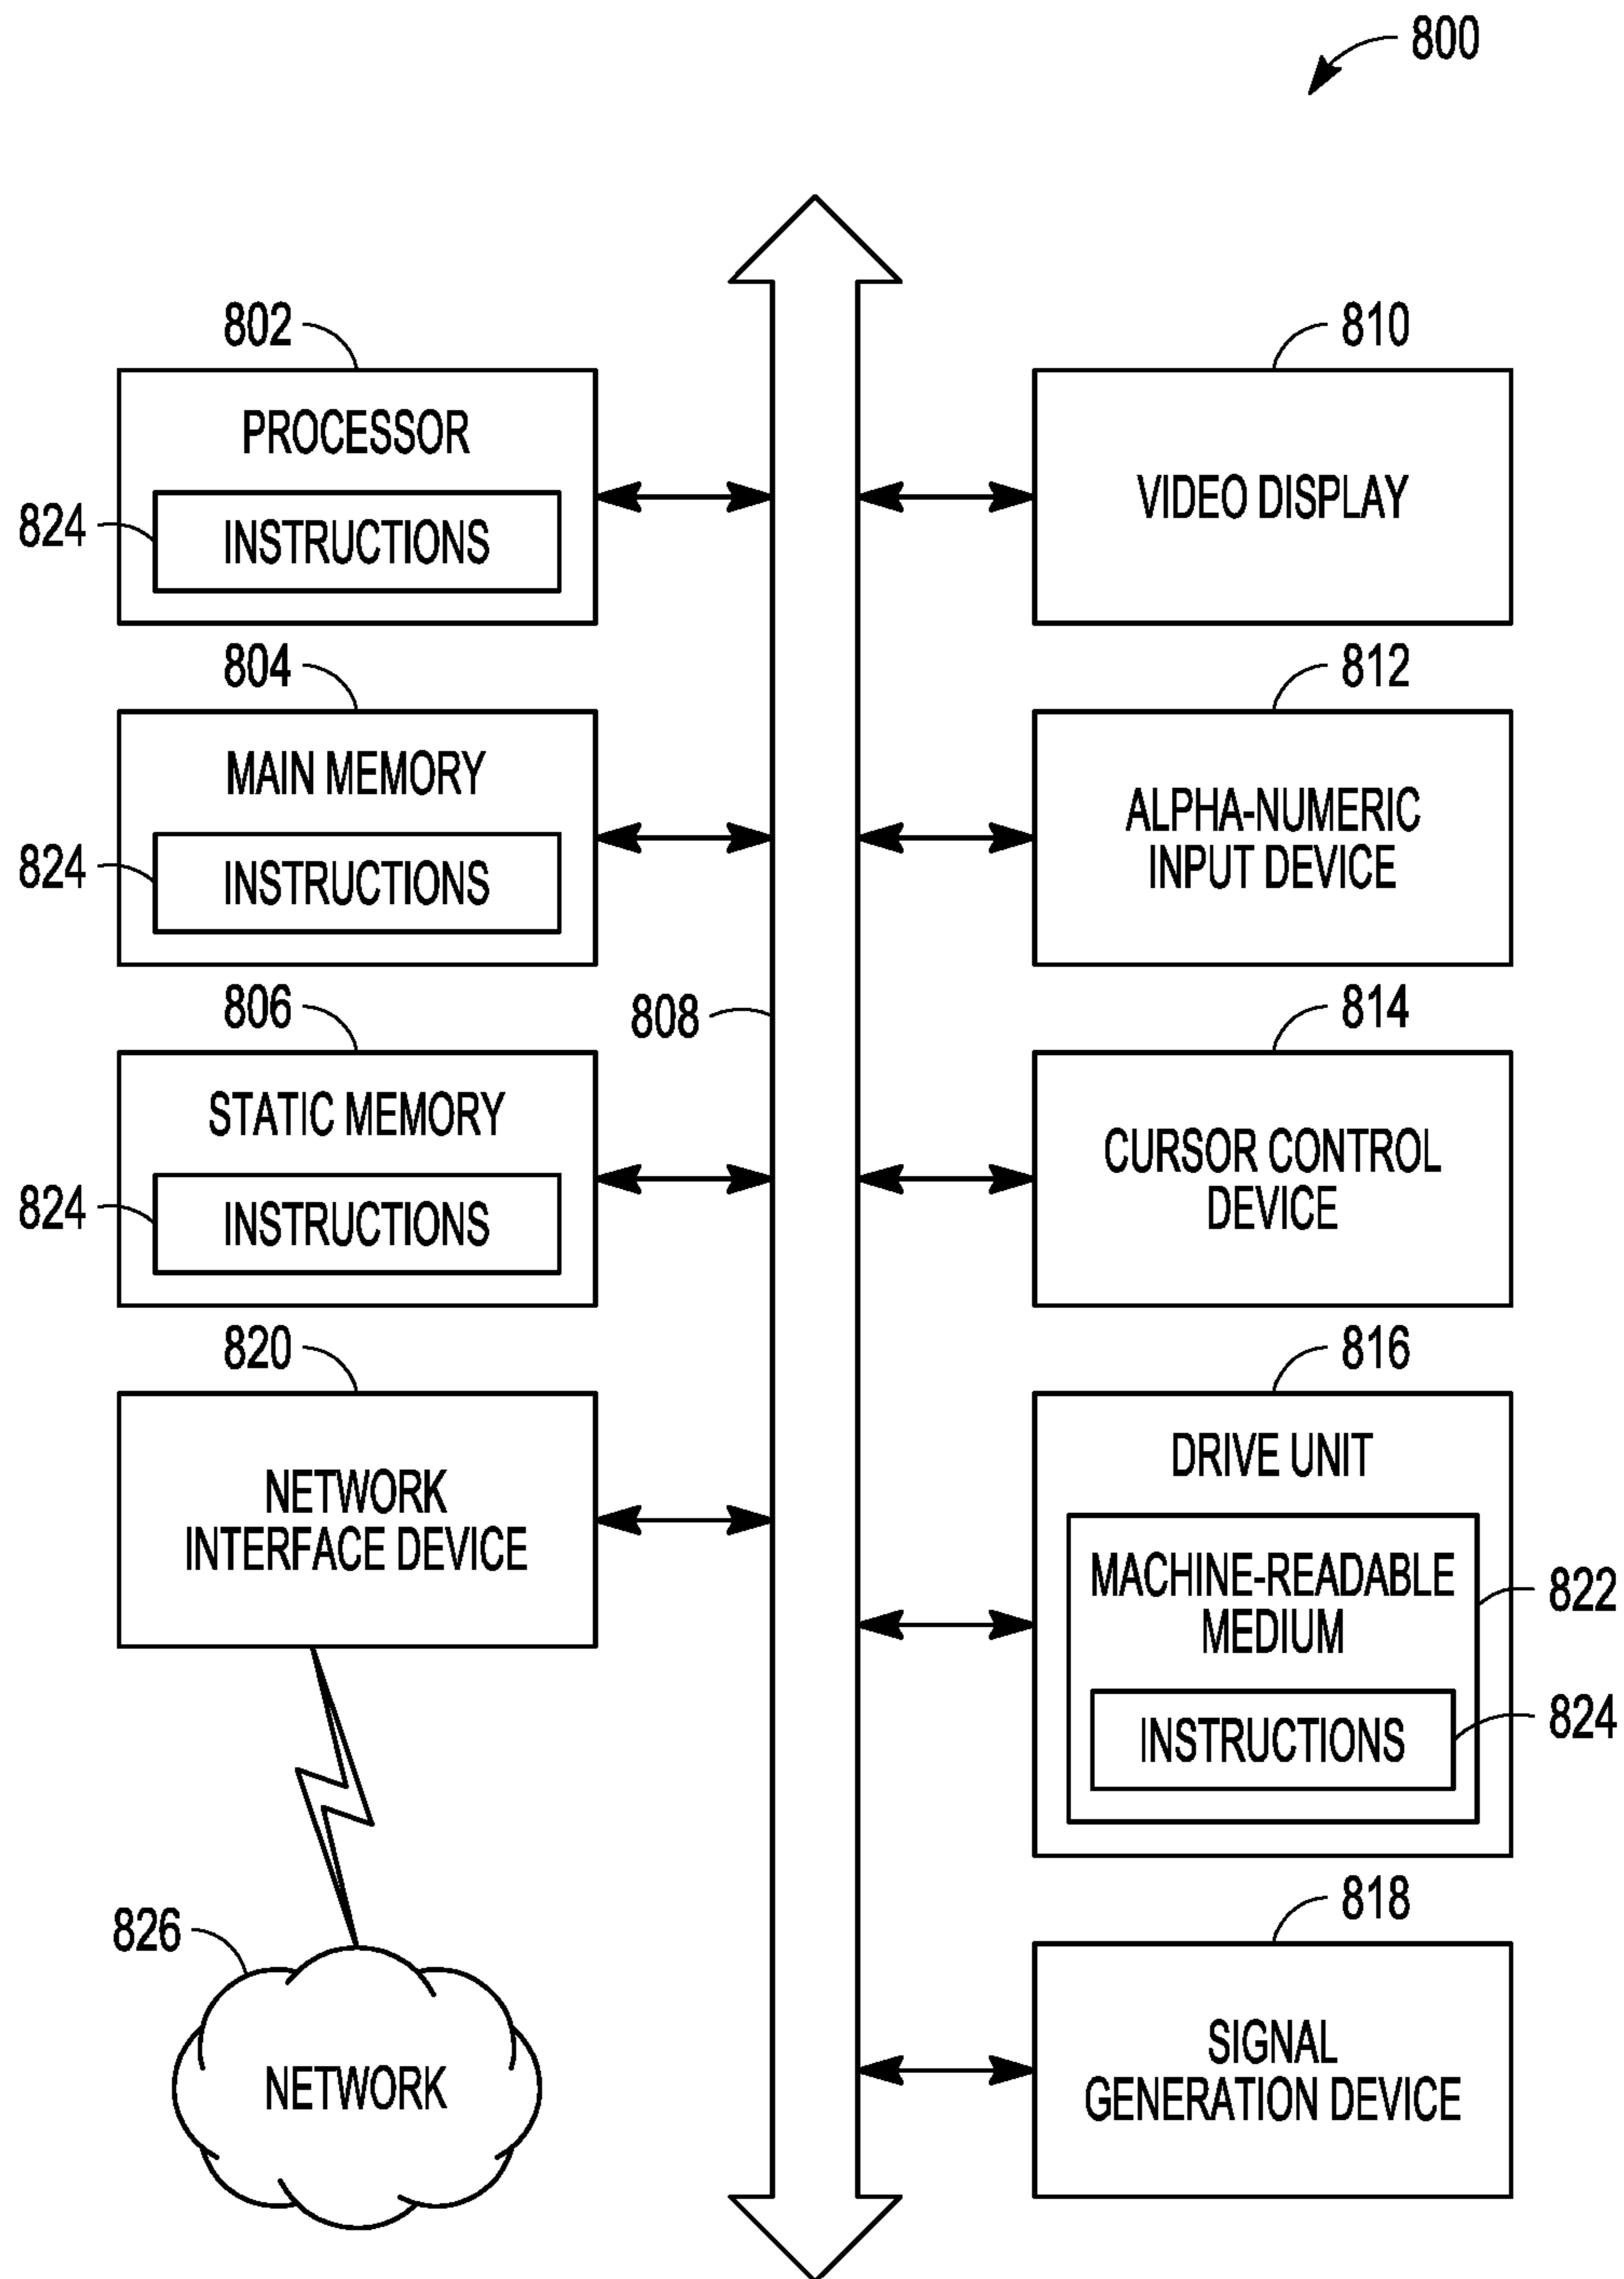 800
802
PROCESSOR
824
INSTRUCTIONS
804
MAIN MEMORY
824
INSTRUCTIONS
806
STATIC MEMORY
824
INSTRUCTIONS
820
NETWORK
INTERFACE DEVICE
826
NETWORK
808
810
VIDEO DISPLAY
812
ALPHA-NUMERIC
INPUT DEVICE
814
CURSOR CONTROL
DEVICE
816
DRIVE UNIT
MACHINE-READABLE
MEDIUM
822
INSTRUCTIONS
824
818
SIGNAL
GENERATION DEVICE